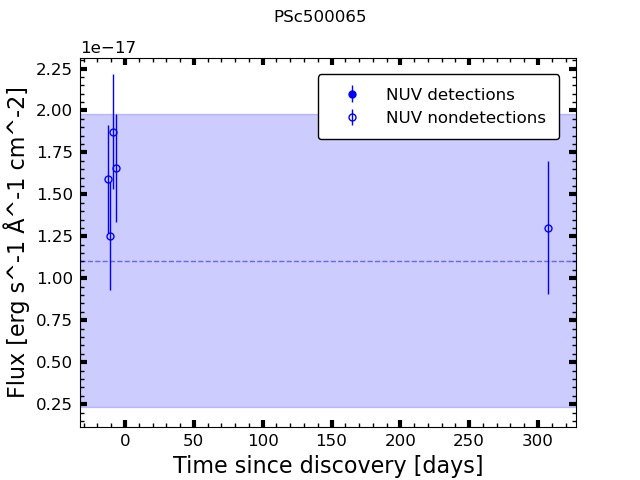 PSc500065
1e−17
2.25
2.00
1.75
1.50
1.25
1.00
0.75
0.50
0.25
Flux [erg s^-1 Å^-1 cm^-2]
NUV detections
NUV nondetections
0 50 100 150 200 250 300
Time since discovery [days]